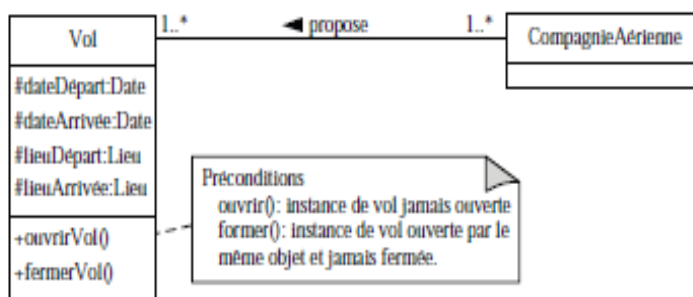 Vol
1..*
propose
1..*
CompagnieAérienne
#dateDépart:Date
#dateArrivée:Date
#lieuDépart:Lieu
#lieuArrivée:Lieu
+ouvrirVol()
+fermerVol()
Préconditions
ouvrir(): instance de vol jamais ouverte
former(): instance de vol ouverte par le
même objet et jamais fermée.